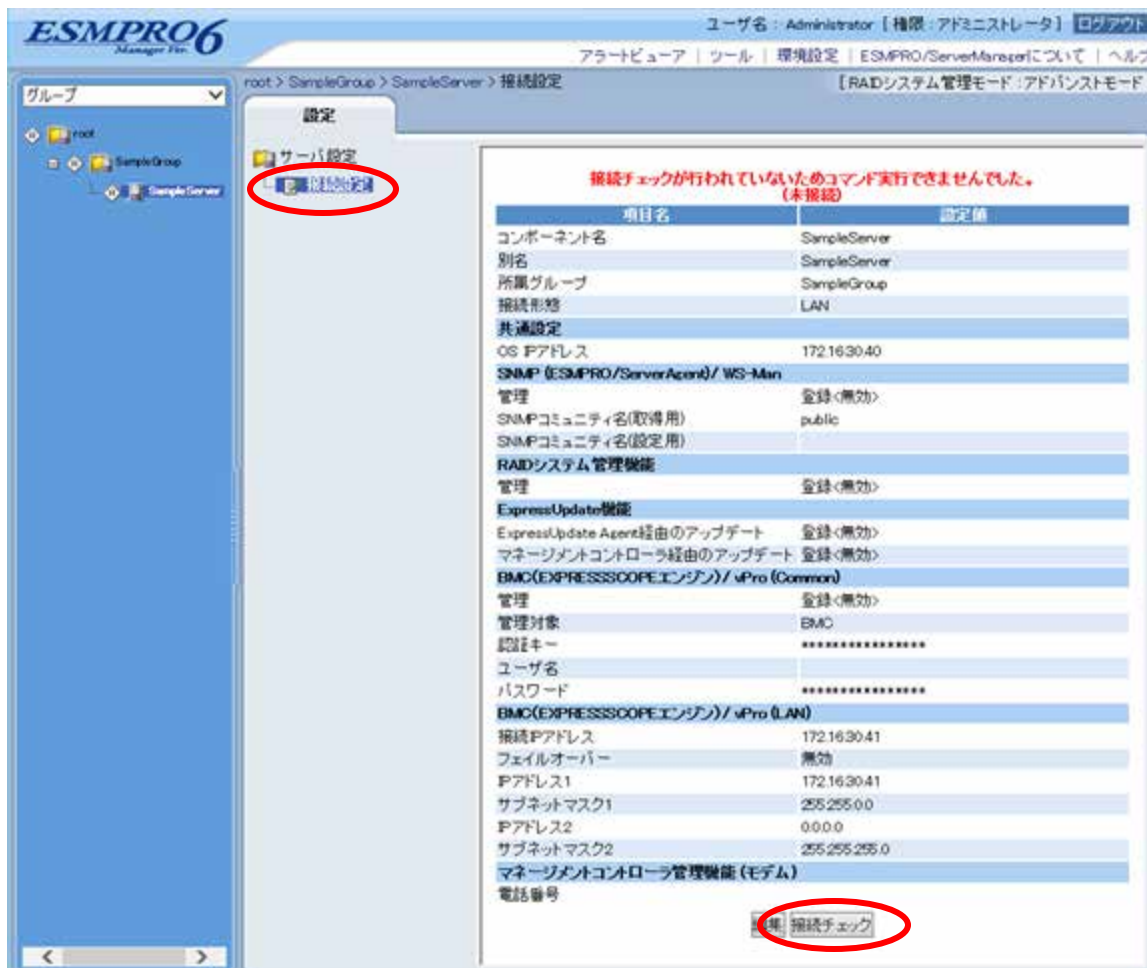 ESMPRO6
Manager Ver.
ユーザ名 : Administrator [ 権限 : アドミニストレータ ] ログアウト
アラートビューア | ツール | 環境設定 | ESMPRO/ServerManagerについて | ヘルプ
グループ
root
SampleGroup
SampleServer
root > SampleGroup > SampleServer > 接続設定
[ RAIDシステム管理モード : アドバンストモード
設定
サーバ設定
接続設定
接続チェックが行われていないためコマンド実行できませんでした。
(未接続)
項目名 設定値
コンポーネント名 SampleServer
別名 SampleServer
所属グループ SampleGroup
接続形態 LAN
共通設定
OS IPアドレス 172.16.30.40
SNMP (ESMPRO/ServerAgent)/ WS-Man
管理 登録<無効>
SNMPコミュニティ名(取得用) public
SNMPコミュニティ名(設定用)
RAIDシステム管理機能
管理 登録<無効>
ExpressUpdate機能
ExpressUpdate Agent経由のアップデート 登録<無効>
マネージメントコントローラ経由のアップデート 登録<無効>
BMC(EXPRESSSCOPEエンジン)/ vPro (Common)
管理 登録<無効>
管理対象 BMC
認証キー ****************
ユーザ名
パスワード ****************
BMC(EXPRESSSCOPEエンジン)/ vPro (LAN)
接続IPアドレス 172.16.30.41
フェイルオーバー 無効
IPアドレス1 172.16.30.41
サブネットマスク1 255.255.0.0
IPアドレス2 0.0.0.0
サブネットマスク2 255.255.255.0
マネージメントコントローラ管理機能 (モデム)
電話番号
編集 接続チェック